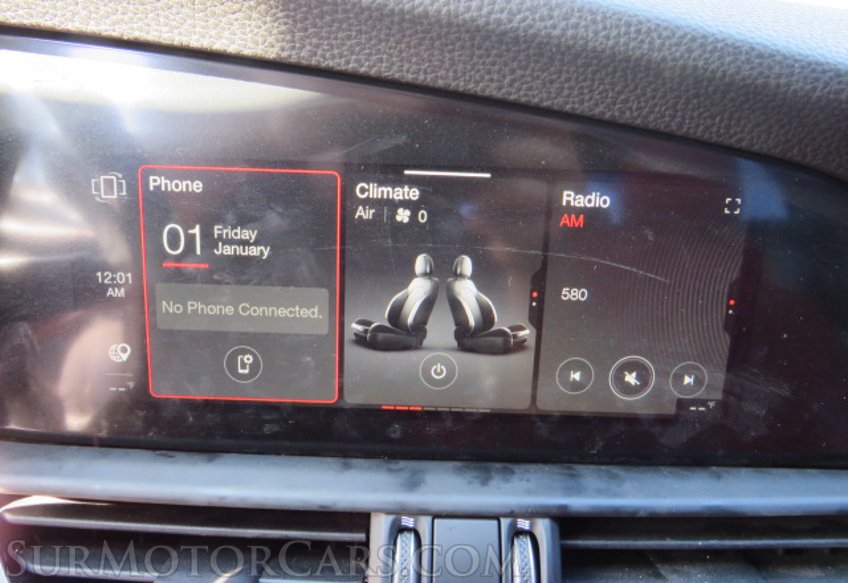 Phone
01
Friday
January
12:01
AM
No Phone Connected.
--°F
Climate
Air | 0
Radio
AM
580
--°F
SURMOTORCARS.COM